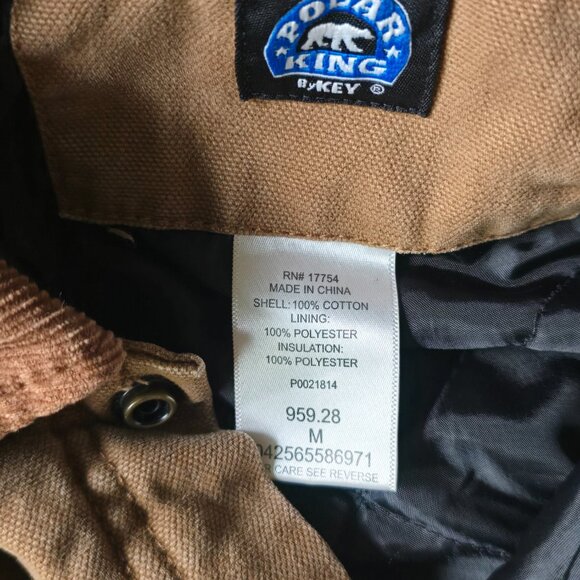 POLAR
KING
By KEY ®
RN# 17754
MADE IN CHINA
SHELL: 100% COTTON
LINING:
100% POLYESTER
INSULATION:
100% POLYESTER
P0021814
959.28
M
042565586971
CARE SEE REVERSE